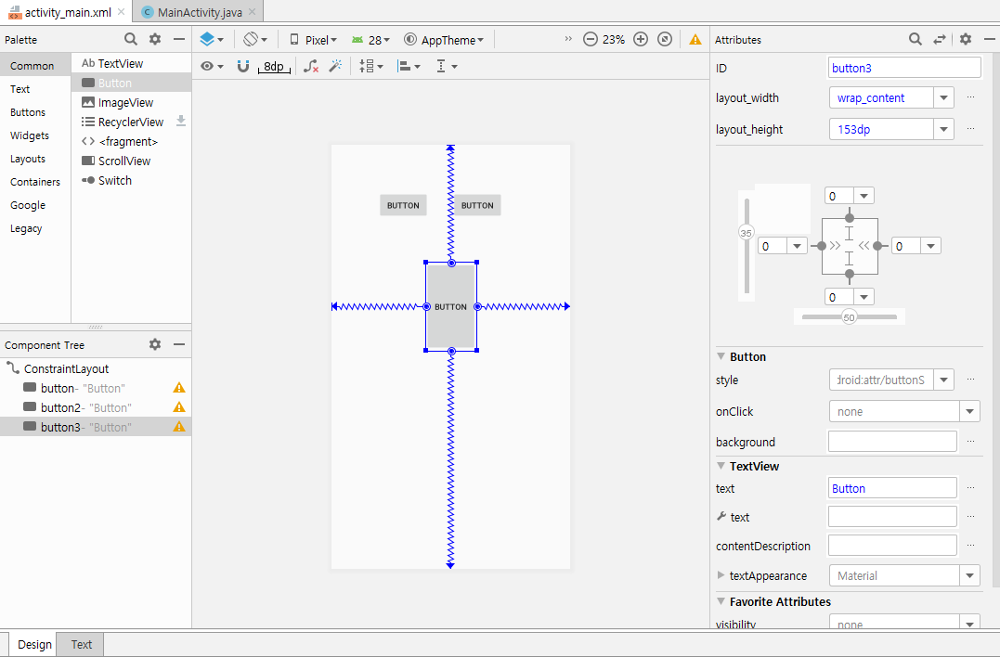 activity_main.xml
MainActivity.java
Palette
Pixel
28
AppTheme
23%
Attributes
Common
Text
Buttons
Widgets
Layouts
Containers
Google
Legacy
Ab TextView
Button
ImageView
RecyclerView
<fragment>
ScrollView
Switch
8dp
BUTTON
BUTTON
BUTTON
Component Tree
ConstraintLayout
button- "Button"
button2- "Button"
button3- "Button"
ID
button3
layout_width
wrap_content
layout_height
153dp
0
35
0
0
0
50
Button
style
droid:attr/buttonS
onClick
none
background
TextView
text
Button
text
contentDescription
textAppearance
Material
Favorite Attributes
visibility
none
Design
Text